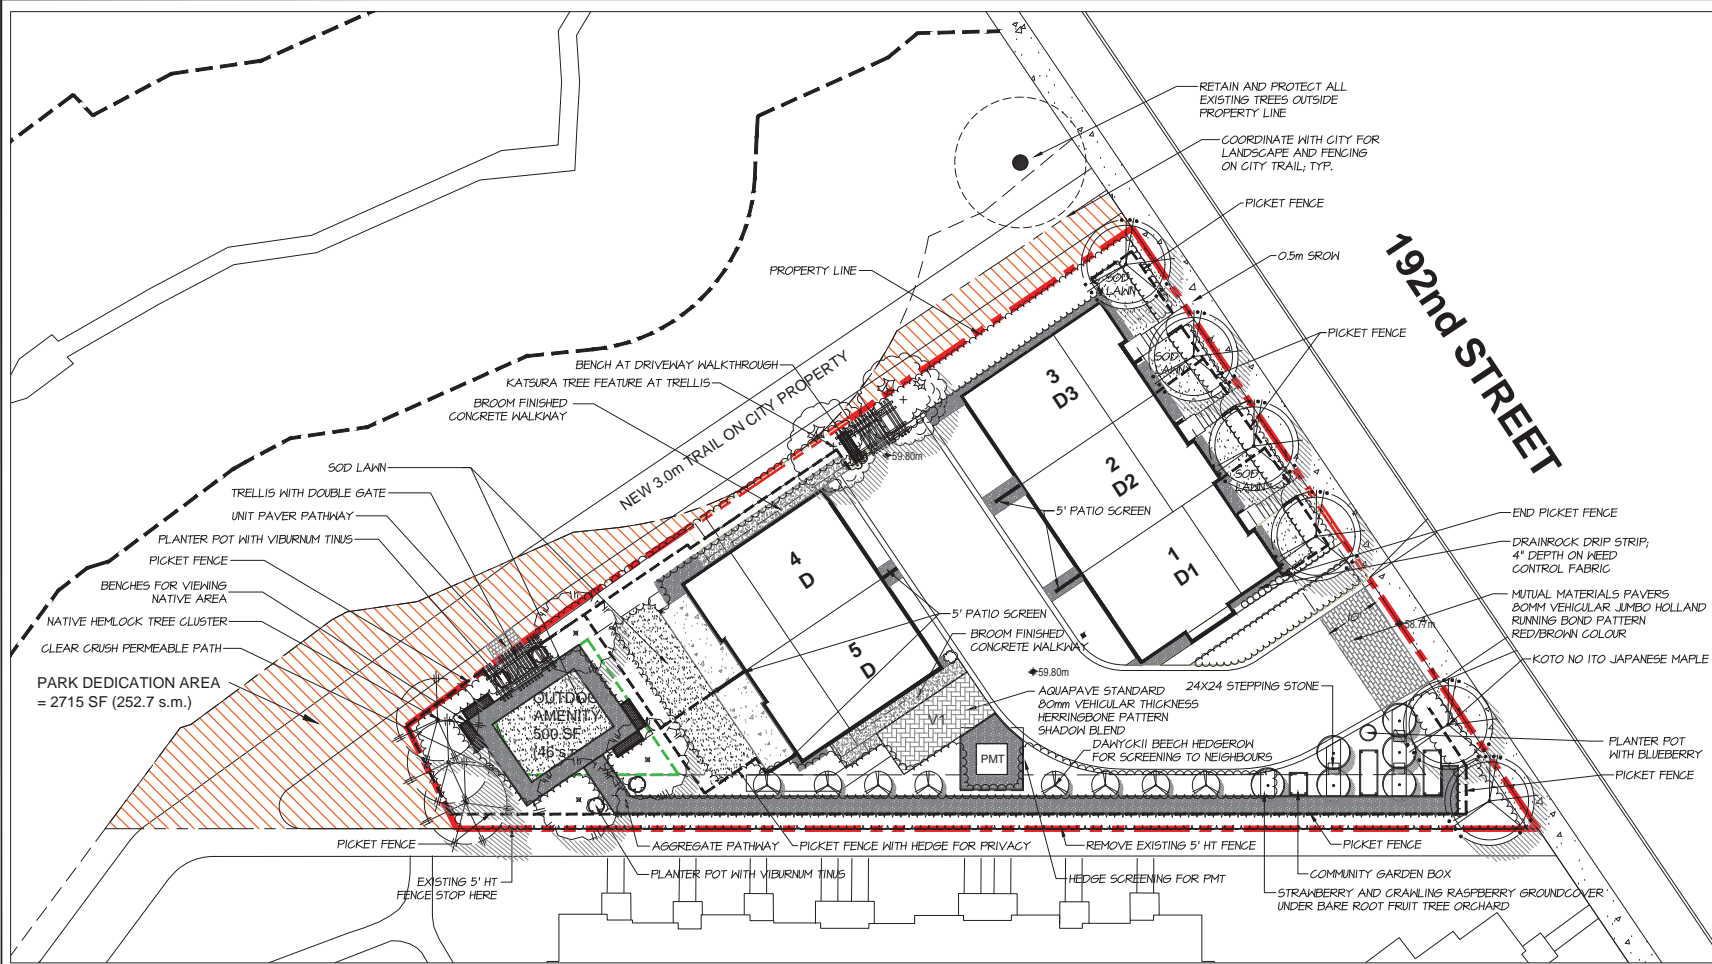 RETAIN AND PROTECT ALL
EXISTING TREES OUTSIDE
PROPERTY LINE
COORDINATE WITH CITY FOR
LANDSCAPE AND FENCING
ON CITY TRAIL; TYP.
PICKET FENCE
0.5m SROW
192nd STREET
PROPERTY LINE
SOD
LAWN
PICKET FENCE
SOD
LAWN
BENCH AT DRIVEWAY WALKTHROUGH
KATSURA TREE FEATURE AT TRELLIS
BROOM FINISHED
CONCRETE WALKWAY
NEW 3.0m TRAIL ON CITY PROPERTY
3
D3
2
D2
1
D1
59.80m
SOD
LAWN
5' PATIO SCREEN
SOD LAWN
TRELLIS WITH DOUBLE GATE
UNIT PAVER PATHWAY
PLANTER POT WITH VIBURNUM TINUS
PICKET FENCE
BENCHES FOR VIEWING
NATIVE AREA
NATIVE HEMLOCK TREE CLUSTER
CLEAR CRUSH PERMEABLE PATH
PARK DEDICATION AREA
= 2715 SF (252.7 s.m.)
4
D
5
D
5' PATIO SCREEN
BROOM FINISHED
CONCRETE WALKWAY
END PICKET FENCE
DRAINROCK DRIP STRIP;
4" DEPTH ON WEED
CONTROL FABRIC
MUTUAL MATERIALS PAVERS
80MM VEHICULAR JUMBO HOLLAND
RUNNING BOND PATTERN
RED/BROWN COLOUR
58.77m
KOTO NO ITO JAPANESE MAPLE
59.80m
AQUAPAVE STANDARD
80mm VEHICULAR THICKNESS
HERRINGBONE PATTERN
SHADOW BLEND
24X24 STEPPING STONE
DAWYCKII BEECH HEDGEROW
FOR SCREENING TO NEIGHBOURS
V1
PMT
OUTDOOR
AMENITY
500 SF
(46 s.
PLANTER POT
WITH BLUEBERRY
PICKET FENCE
PICKET FENCE
AGGREGATE PATHWAY
PICKET FENCE WITH HEDGE FOR PRIVACY
REMOVE EXISTING 5' HT FENCE
PICKET FENCE
EXISTING 5' HT
FENCE STOP HERE
PLANTER POT WITH VIBURNUM TINUS
HEDGE SCREENING FOR PMT
COMMUNITY GARDEN BOX
STRAWBERRY AND CRAWLING RASPBERRY GROUNDCOVER
UNDER BARE ROOT FRUIT TREE ORCHARD